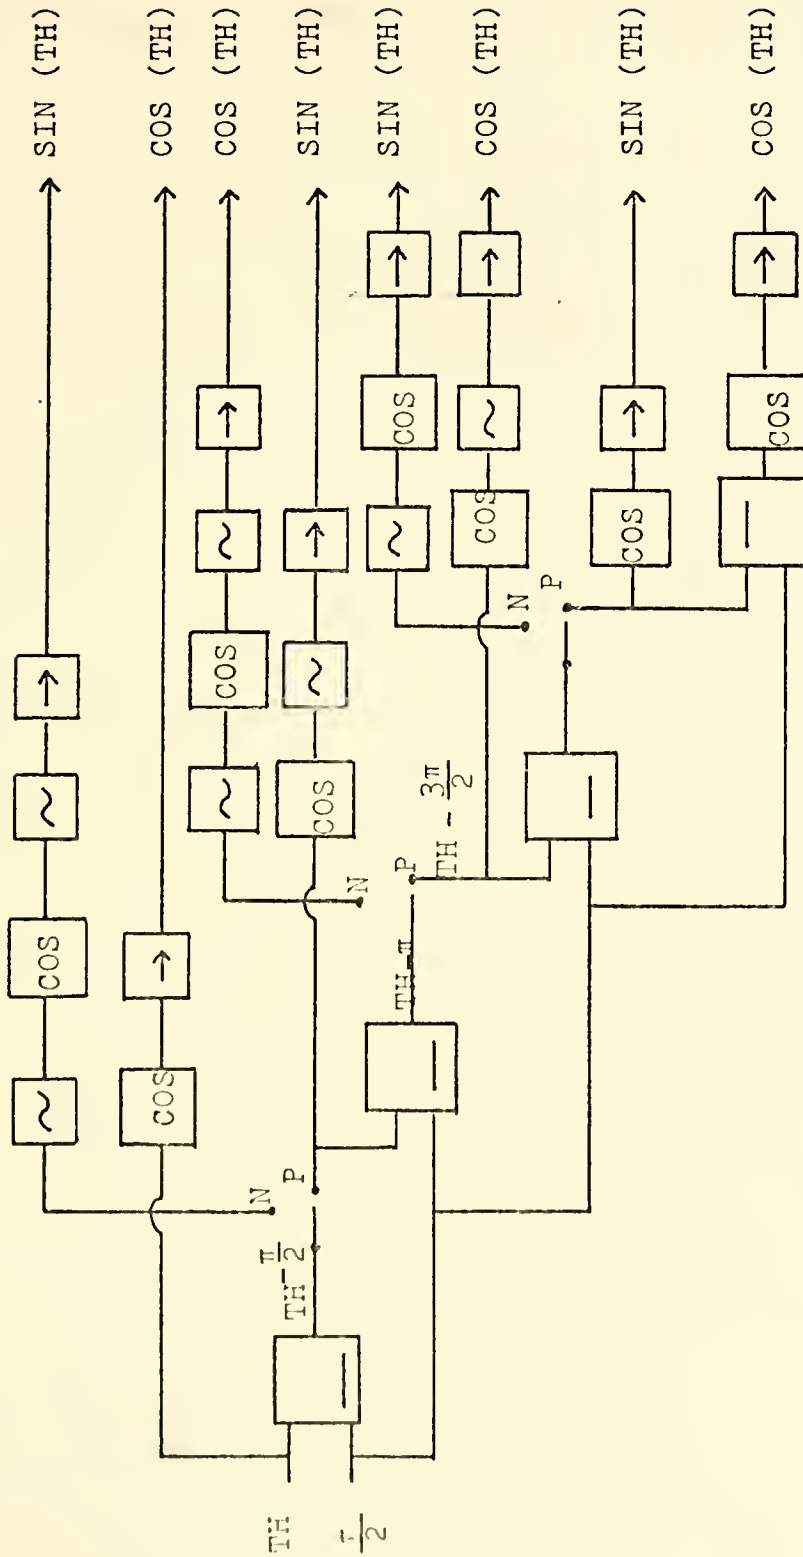 ~ COS ~ → SIN (TH)
COS → COS (TH)
~ COS ~ → COS (TH)
COS ~ → SIN (TH)
~ COS → SIN (TH)
COS ~ → COS (TH)
COS → SIN (TH)
— COS → COS (TH)
N
P
TH-π/2
—
TH
2
N
P
TH-π
—
TH - 3π/2
N
P
—